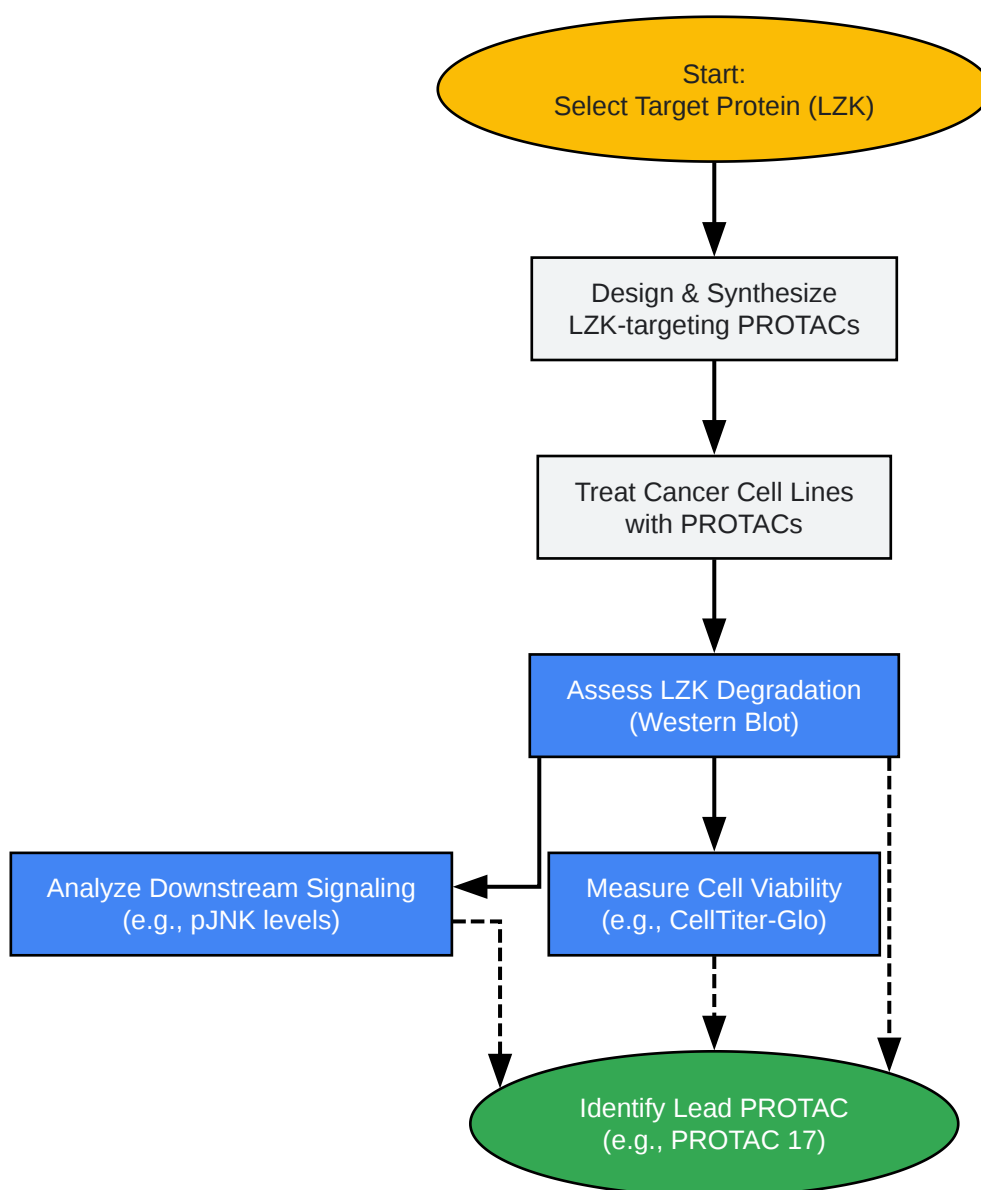 Start:
Select Target Protein (LZK)
Design & Synthesize
LZK-targeting PROTACs
Treat Cancer Cell Lines
with PROTACs
Assess LZK Degradation
(Western Blot)
Analyze Downstream Signaling
(e.g., pJNK levels)
Measure Cell Viability
(e.g., CellTiter-Glo)
Identify Lead PROTAC
(e.g., PROTAC 17)